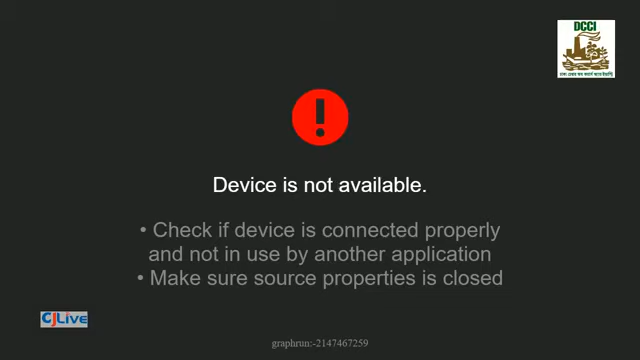 DCCI
Device is not available.
• Check if device is connected properly
and not in use by another application
• Make sure source properties is closed
CJLive
graphrun:-2147467259